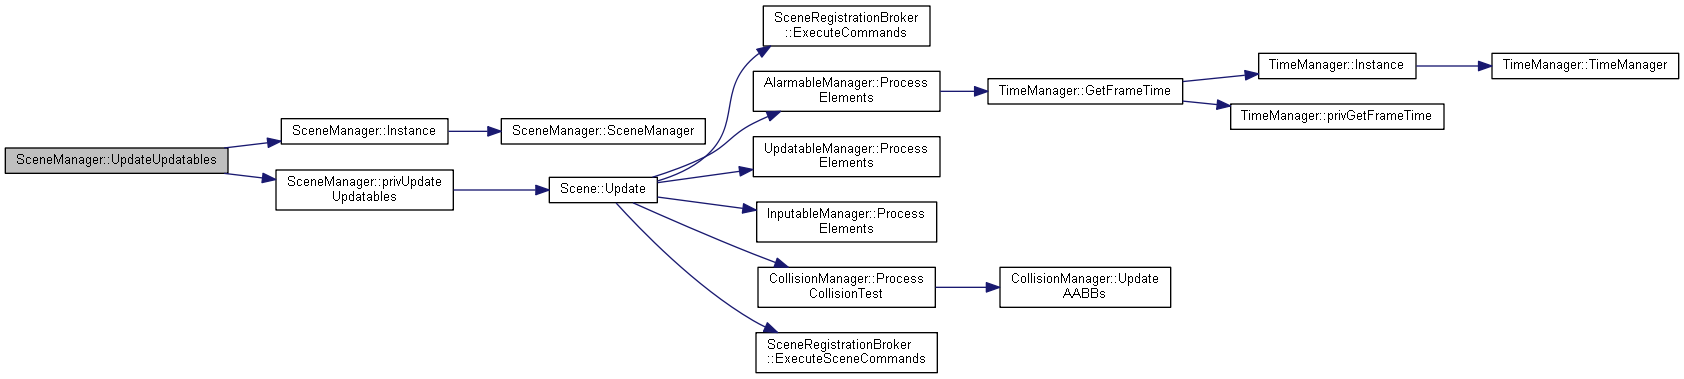 SceneManager::UpdateUpdatables
SceneManager::Instance
SceneManager::SceneManager
SceneManager::privUpdate
Updatables
Scene::Update
SceneRegistrationBroker
::ExecuteCommands
AlarmableManager::Process
Elements
TimeManager::GetFrameTime
TimeManager::Instance
TimeManager::TimeManager
TimeManager::privGetFrameTime
UpdatableManager::Process
Elements
InputableManager::Process
Elements
CollisionManager::Process
CollisionTest
CollisionManager::Update
AABBs
SceneRegistrationBroker
::ExecuteSceneCommands